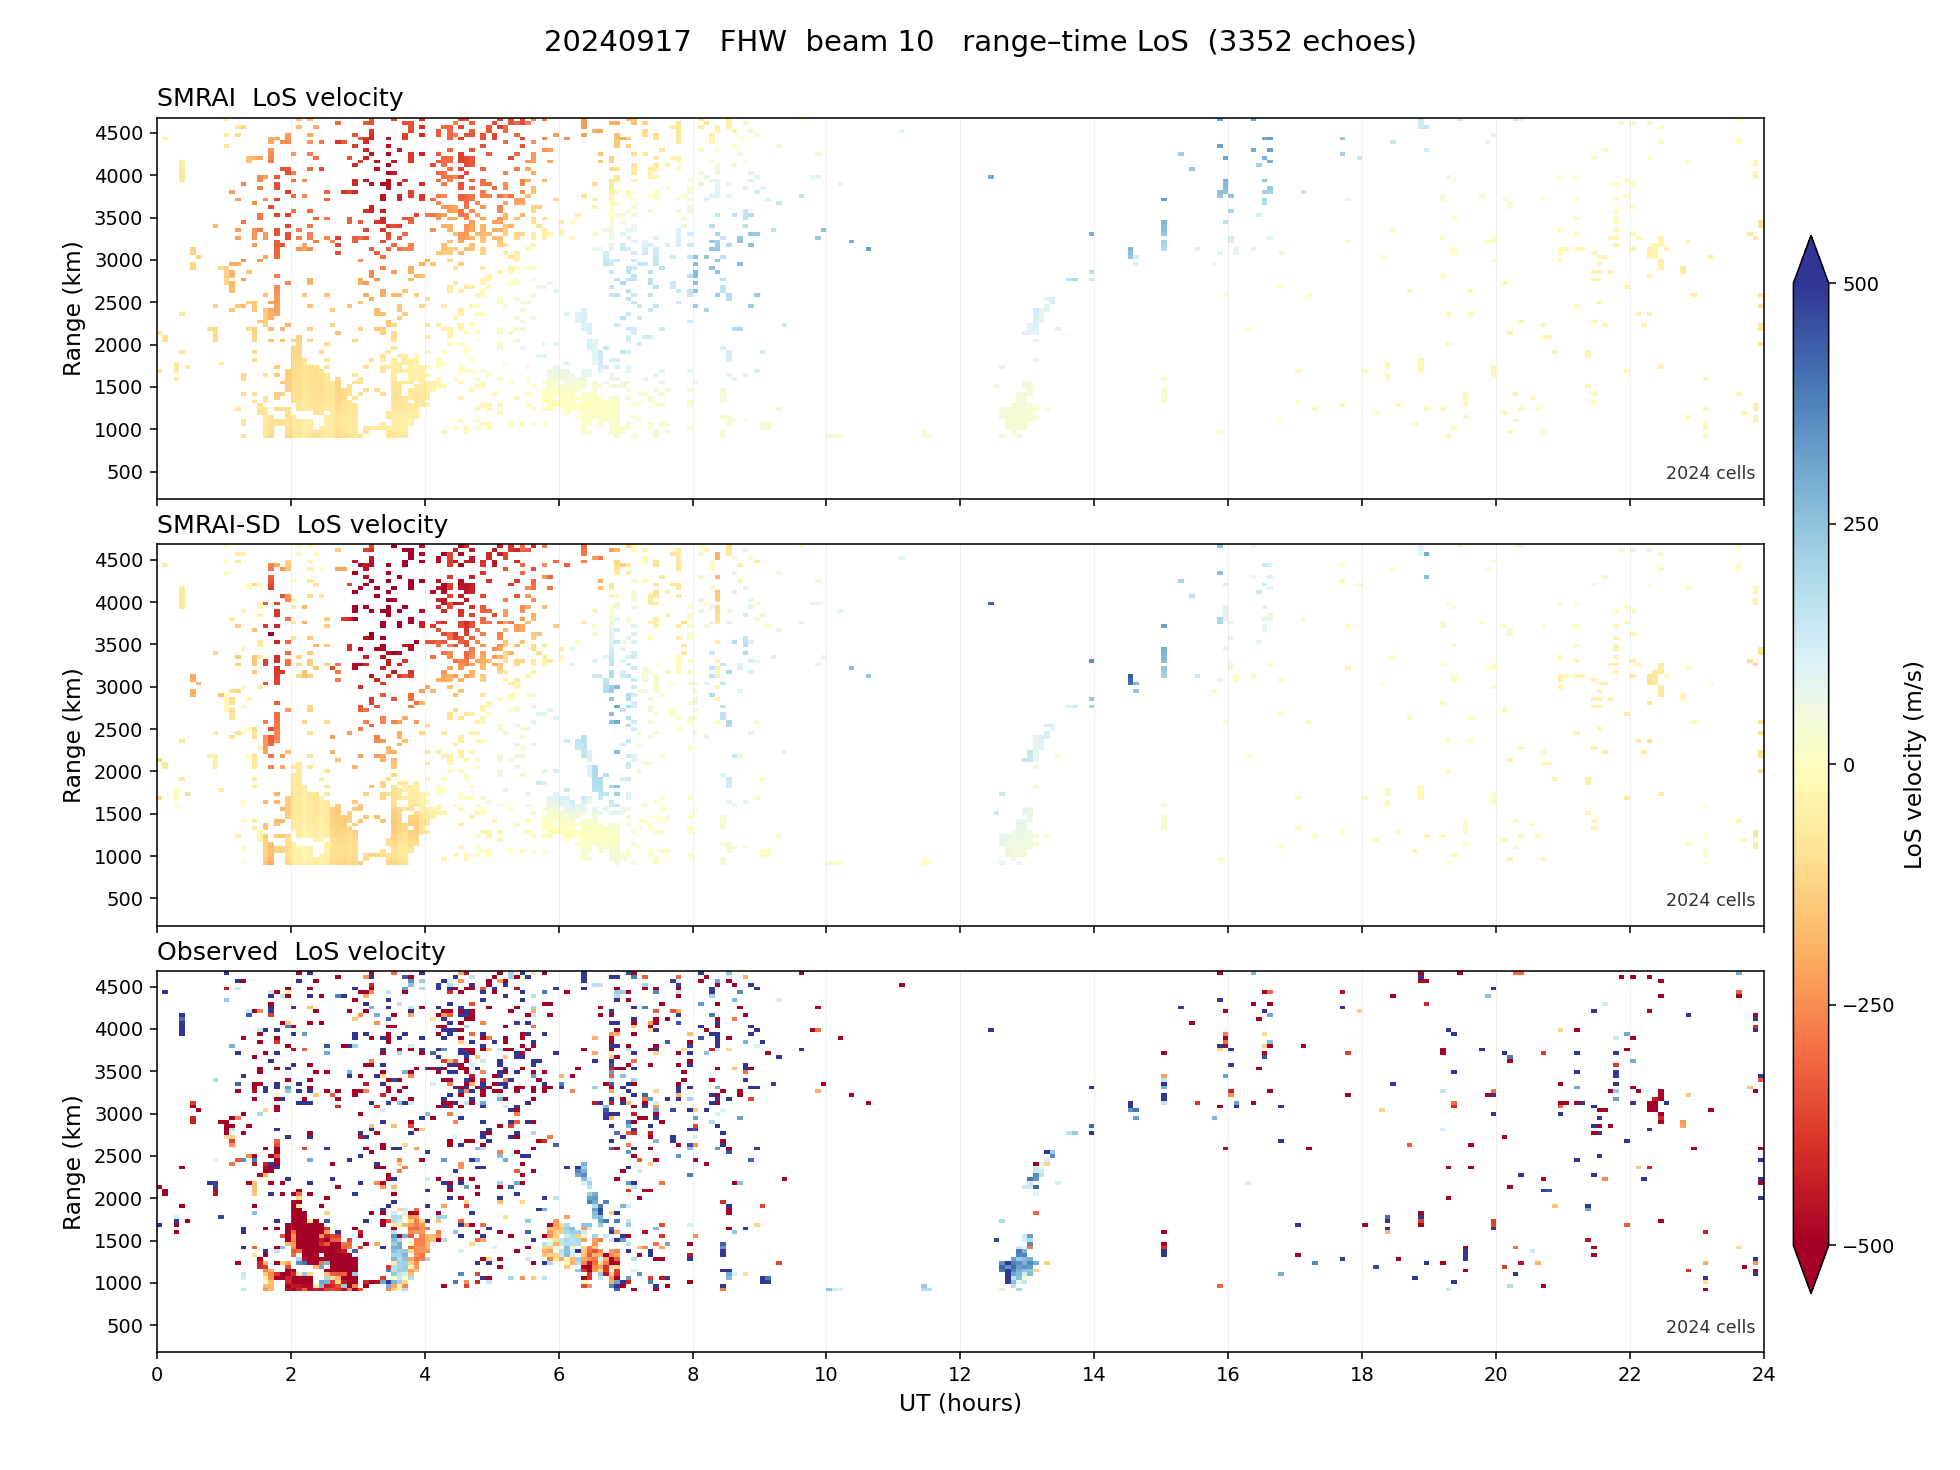 20240917   FHW  beam 10   range–time LoS  (3352 echoes)
SMRAI  LoS velocity
4500
4000
3500
3000
2500
2000
1500
1000
500
Range (km)
2024 cells
SMRAI-SD  LoS velocity
4500
4000
3500
3000
2500
2000
1500
1000
500
Range (km)
2024 cells
Observed  LoS velocity
4500
4000
3500
3000
2500
2000
1500
1000
500
Range (km)
2024 cells
0 2 4 6 8 10 12 14 16 18 20 22 24
UT (hours)
500
250
0
−250
−500
LoS velocity (m/s)